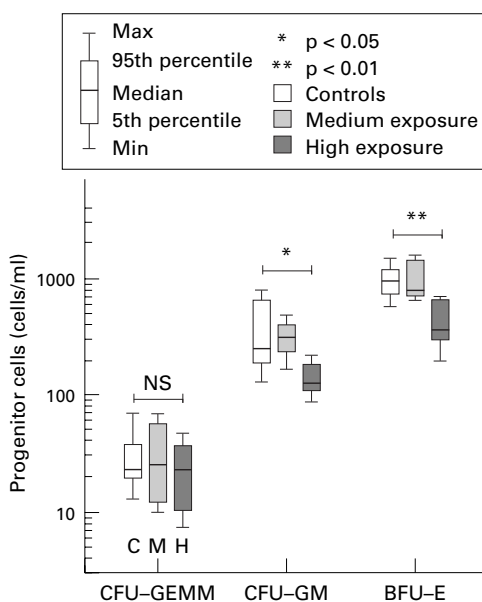 Max
95th percentile
Median
5th percentile
Min
* p < 0.05
** p < 0.01
Controls
Medium exposure
High exposure
Progenitor cells (cells/ml)
1000
100
10
NS
*
**
C M H
CFU–GEMM
CFU–GM
BFU–E